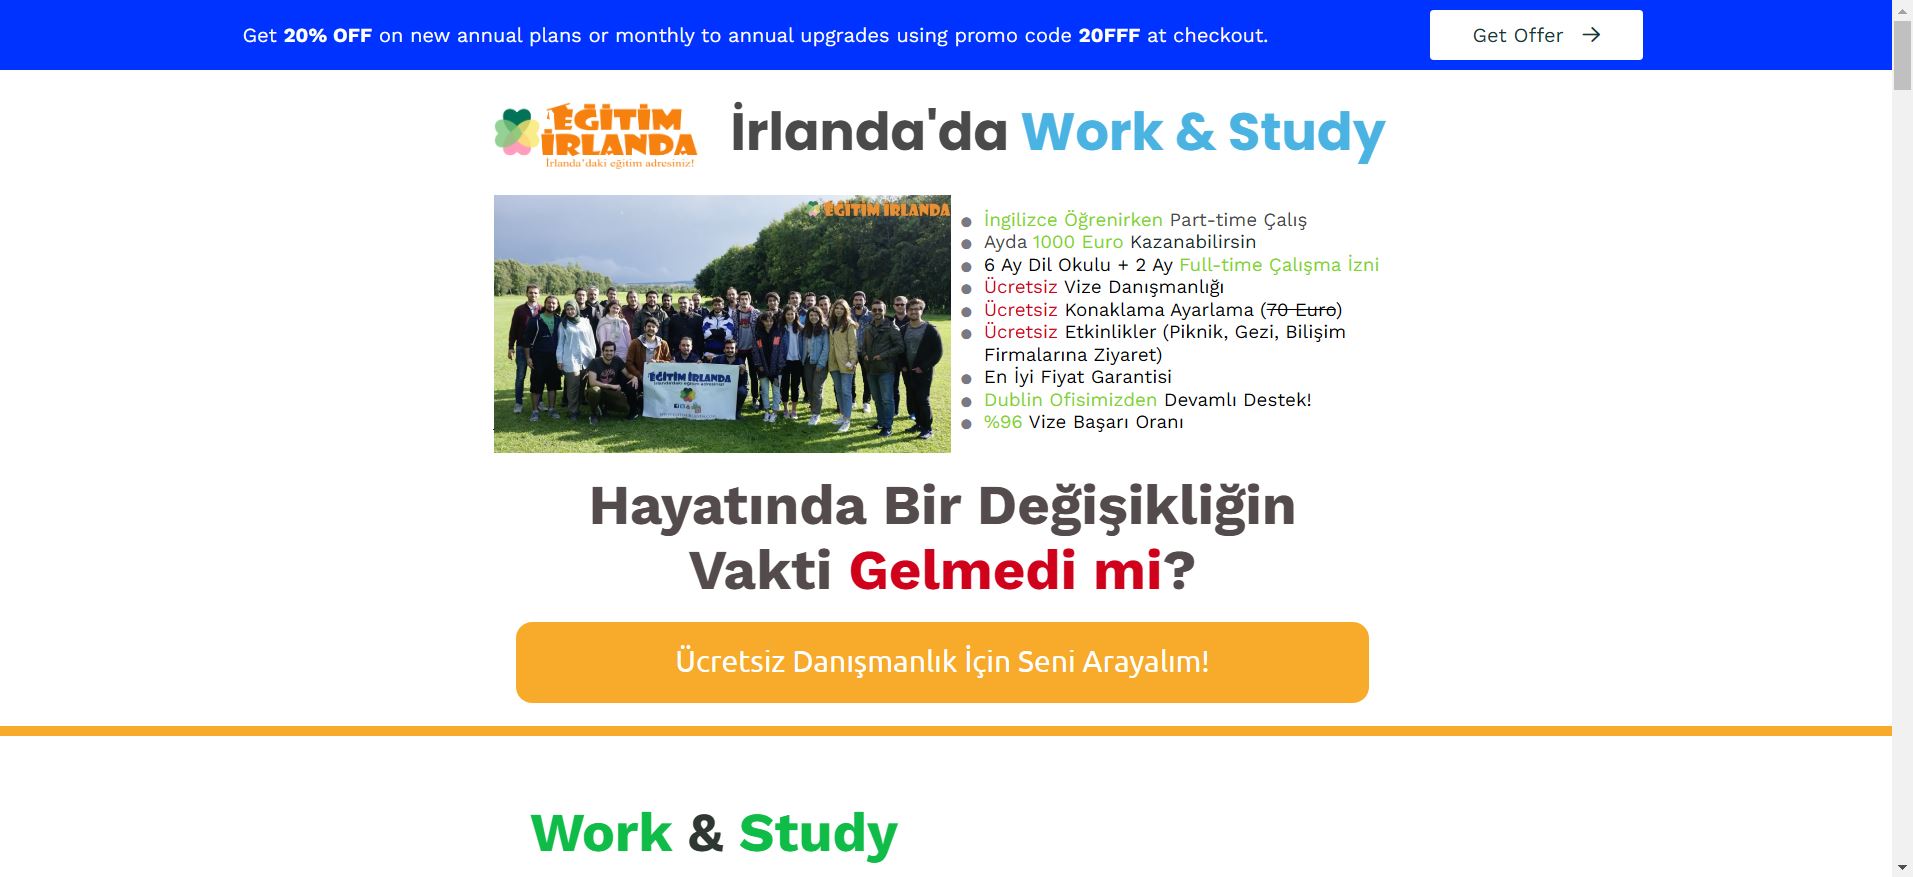 Get 20% OFF on new annual plans or monthly to annual upgrades using promo code 20FFF at checkout.
Get Offer →
EĞİTİM
İRLANDA
İrlanda'daki eğitim adresiniz!
İrlanda'da Work & Study
EĞİTİM İRLANDA
EĞİTİM İRLANDA
İrlanda'daki eğitim adresiniz!
İngilizce Öğrenirken Part-time Çalış
Ayda 1000 Euro Kazanabilirsin
6 Ay Dil Okulu + 2 Ay Full-time Çalışma İzni
Ücretsiz Vize Danışmanlığı
Ücretsiz Konaklama Ayarlama (70 Euro)
Ücretsiz Etkinlikler (Piknik, Gezi, Bilişim
Firmalarına Ziyaret)
En İyi Fiyat Garantisi
Dublin Ofisimizden Devamlı Destek!
%96 Vize Başarı Oranı
Hayatında Bir Değişikliğin
Vakti Gelmedi mi?
Ücretsiz Danışmanlık İçin Seni Arayalım!
Work & Study